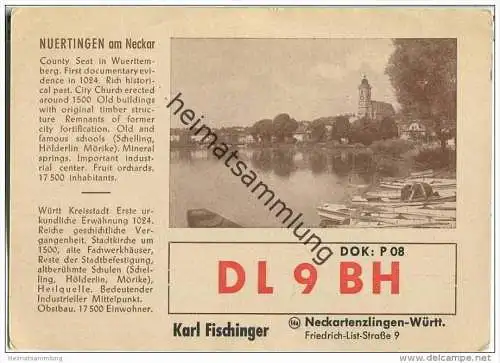 NUERTINGEN am Neckar
County Seat in Wuerttem-
berg. First documentary evi-
dence in 1024. Rich histori-
cal past. City Church erected
around 1500 Old buildings
with original timber struc-
ture Remnants of former
city fortification. Old and
famous schools (Schelling,
Hölderlin Mörike). Mineral
springs. Important indust-
rial center. Fruit orchards.
17 500 inhabitants.
Württ Kreisstadt Erste ur-
kundliche Erwähnung 1024.
Reiche geschichtliche Ver-
gangenheit. Stadtkirche um
1500, alte Fachwerkhäuser,
Reste der Stadtbefestigung,
altberühmte Schulen (Schel-
ling, Hölderlin, Mörike),
Heilquelle. Bedeutender
Industrieller Mittelpunkt.
Obstbau. 17 500 Einwohner.
heimatsammlung.de
DOK: P 08
DL 9 BH
Karl Fischinger
14a Neckartenzlingen-Württ.
Friedrich-List-Straße 9
Heimatsammlung
www.delcampe.net